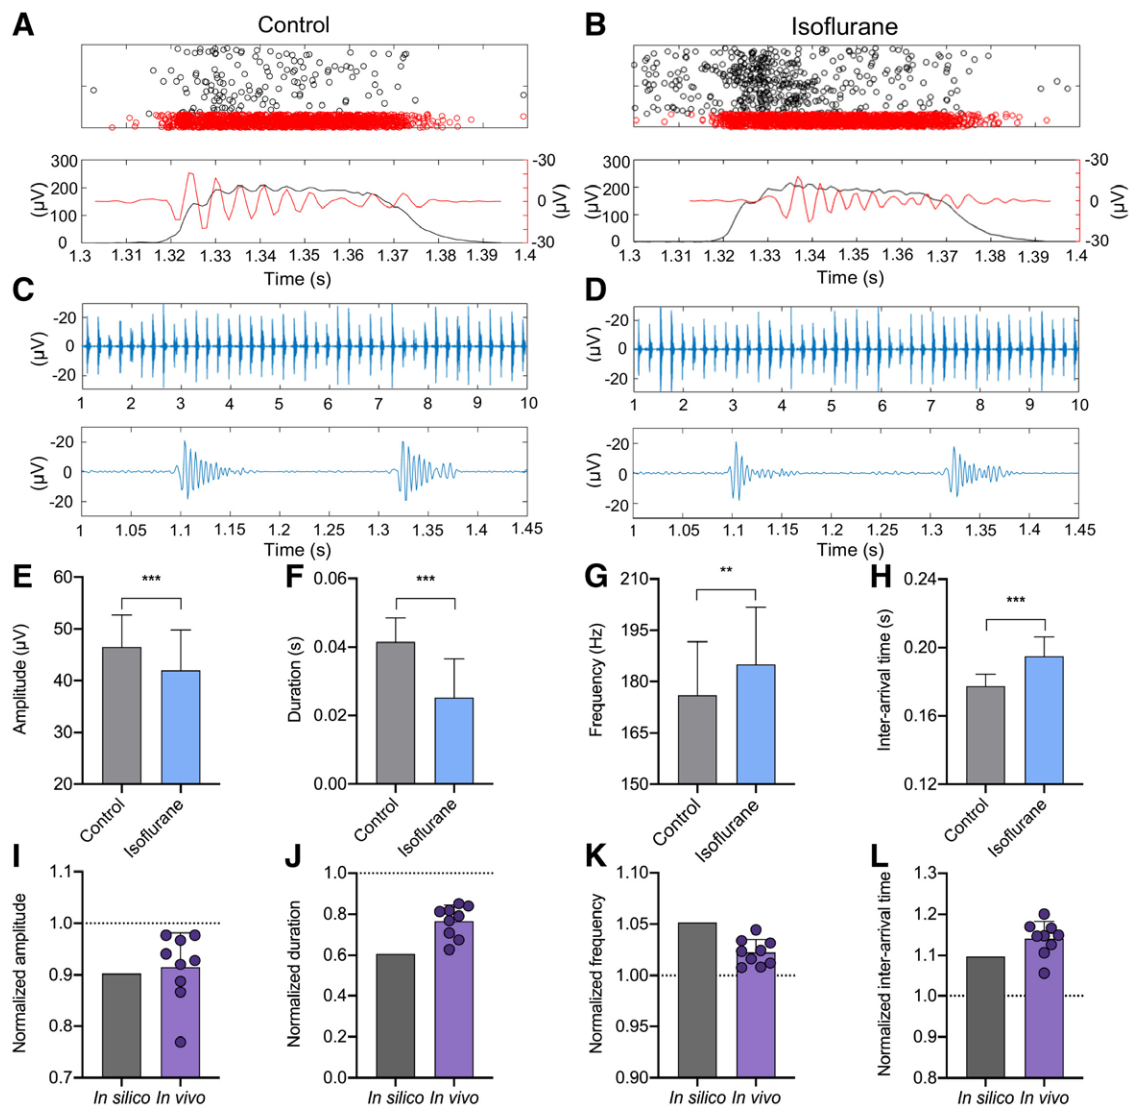 A
Control
B
Isoflurane
300
200
100
0
(µV)
-30
0
-30
(µV)
1.3 1.31 1.32 1.33 1.34 1.35 1.36 1.37 1.38 1.39 1.4
Time (s)
300
200
100
0
(µV)
-30
0
-30
(µV)
1.3 1.31 1.32 1.33 1.34 1.35 1.36 1.37 1.38 1.39 1.4
Time (s)
C
-20
0
-20
(µV)
1 2 3 4 5 6 7 8 9 10
-20
0
-20
(µV)
1 1.05 1.1 1.15 1.2 1.25 1.3 1.35 1.4 1.45
Time (s)
D
-20
0
-20
(µV)
1 2 3 4 5 6 7 8 9 10
-20
0
-20
(µV)
1 1.05 1.1 1.15 1.2 1.25 1.3 1.35 1.4 1.45
Time (s)
E
60
50
40
30
20
Amplitude (µV)
***
Control
Isoflurane
F
0.06
0.04
0.02
0.00
Duration (s)
***
Control
Isoflurane
G
210
195
180
165
150
Frequency (Hz)
**
Control
Isoflurane
H
0.24
0.20
0.16
0.12
Inter-arrival time (s)
***
Control
Isoflurane
I
1.1
1.0
0.9
0.8
0.7
Normalized amplitude
In silico In vivo
J
1.0
0.8
0.6
0.4
0.2
0.0
Normalized duration
In silico In vivo
K
1.10
1.05
1.00
0.95
0.90
Normalized frequency
In silico In vivo
L
1.3
1.2
1.1
1.0
0.9
0.8
Normalized inter-arrival time
In silico In vivo